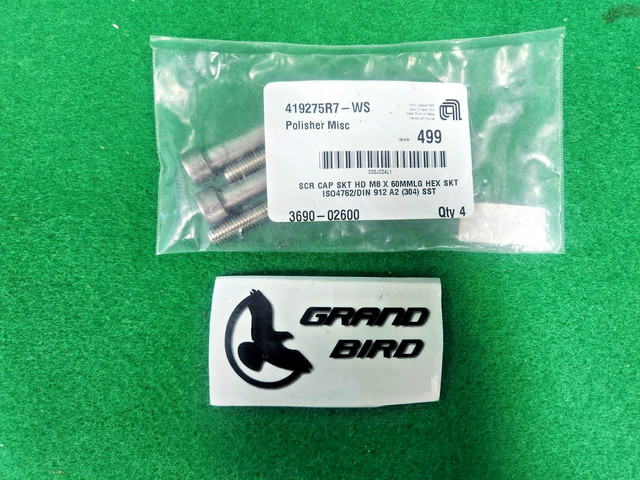 419275R7-WS
Polisher Misc
499
SCR CAP SKT HD M8 X 60MMLG HEX SKT
ISO4762/DIN 912 A2 (304) SST
3690-02600
Qty 4
GRAND
BIRD